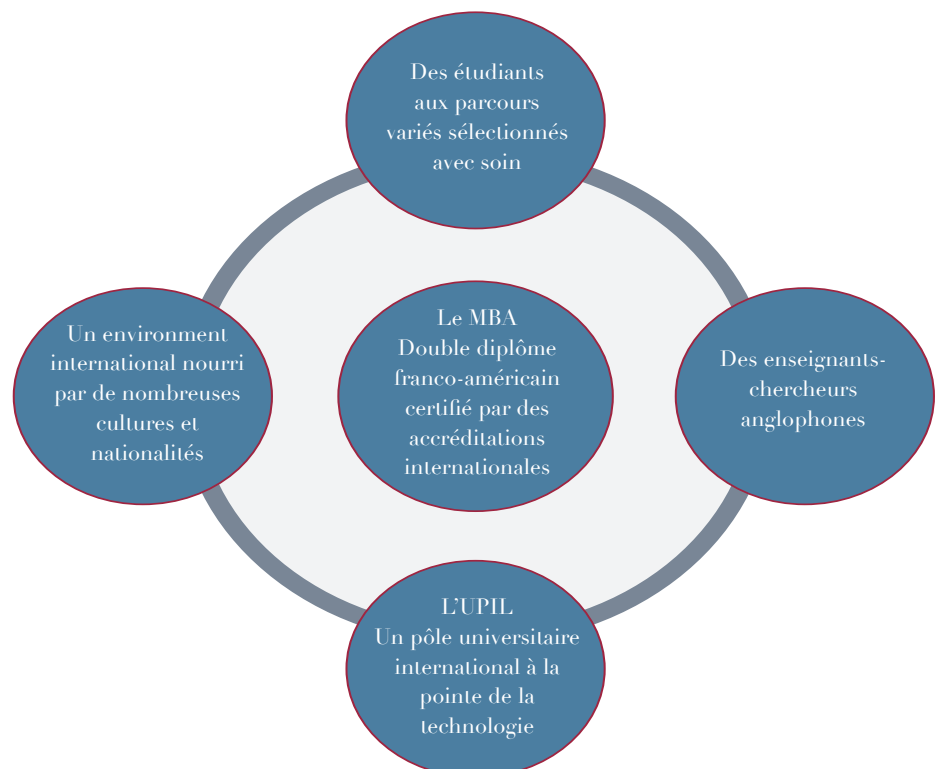 Des étudiants
aux parcours
variés sélectionnés
avec soin
Un environment
international nourri
par de nombreuses
cultures et
nationalités
Le MBA
Double diplôme
franco-américain
certifié par des
accréditations
internationales
Des enseignants-
chercheurs
anglophones
L'UPIL
Un pôle universitaire
international à la
pointe de la
technologie